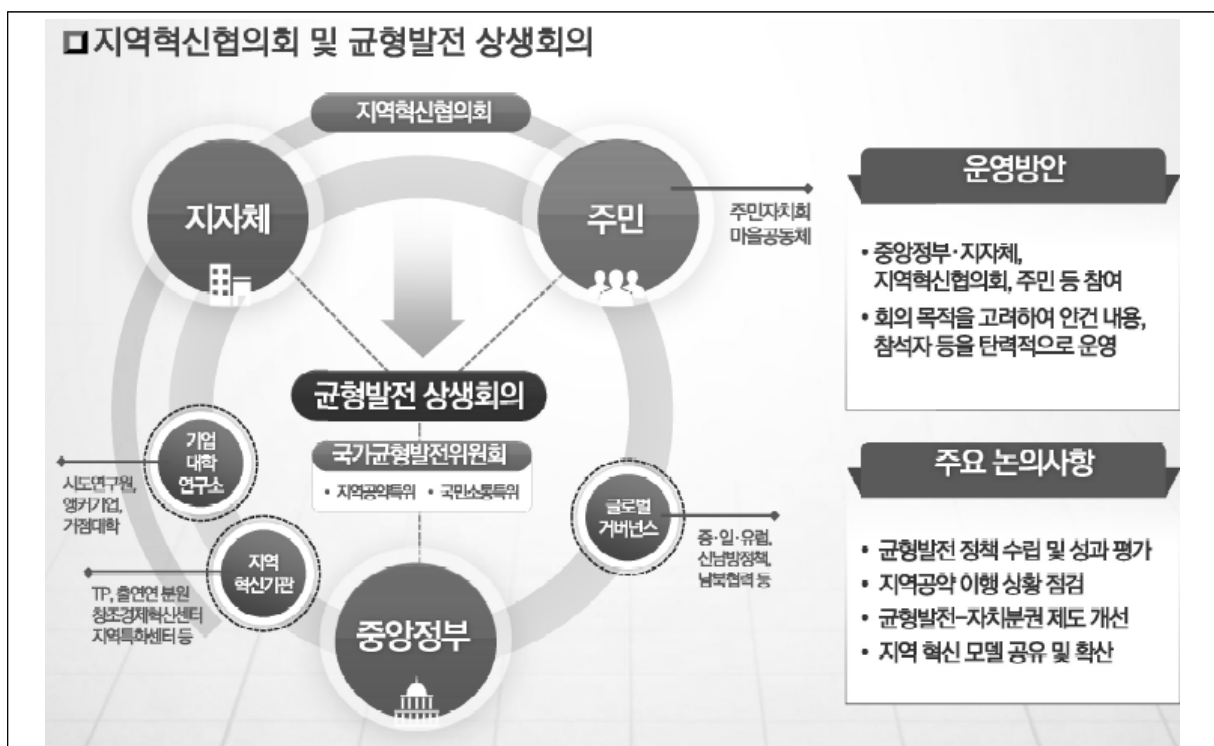 지역혁신협의회 및 균형발전 상생회의
지역혁신협의회
지자체
주민
주민자치회
마을공동체
균형발전 상생회의
국가균형발전위원회
• 지역공약특위 • 국민소통특위
기업
대학
연구소
시도연구원,
앵커기업,
거점대학
지역
혁신기관
TP, 출연연 분원
창조경제혁신센터
지역특화센터 등
글로벌
거버넌스
중·일·유럽,
신남방정책,
남북협력 등
중앙정부
운영방안
• 중앙정부·지자체,
지역혁신협의회, 주민 등 참여
• 회의 목적을 고려하여 안건 내용,
참석자 등을 탄력적으로 운영
주요 논의사항
• 균형발전 정책 수립 및 성과 평가
• 지역공약 이행 상황 점검
• 균형발전-자치분권 제도 개선
• 지역 혁신 모델 공유 및 확산